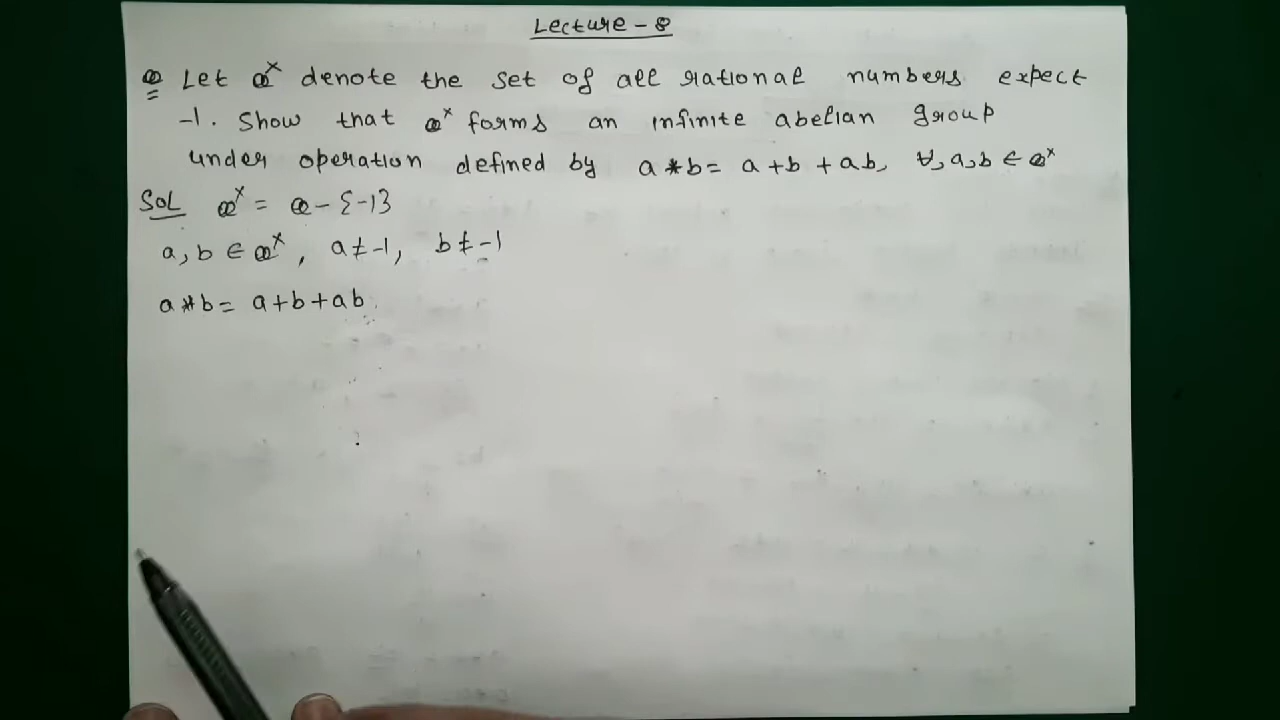 Lecture - 8
Q Let Q^x denote the set of all rational numbers expect
-1. Show that Q^x forms an infinite abelian group
under operation defined by a * b = a + b + ab, ∀, a, b ∈ Q^x
Sol Q^x = Q - {-1}
a, b ∈ Q^x, a ≠ -1, b ≠ -1
a * b = a + b + ab